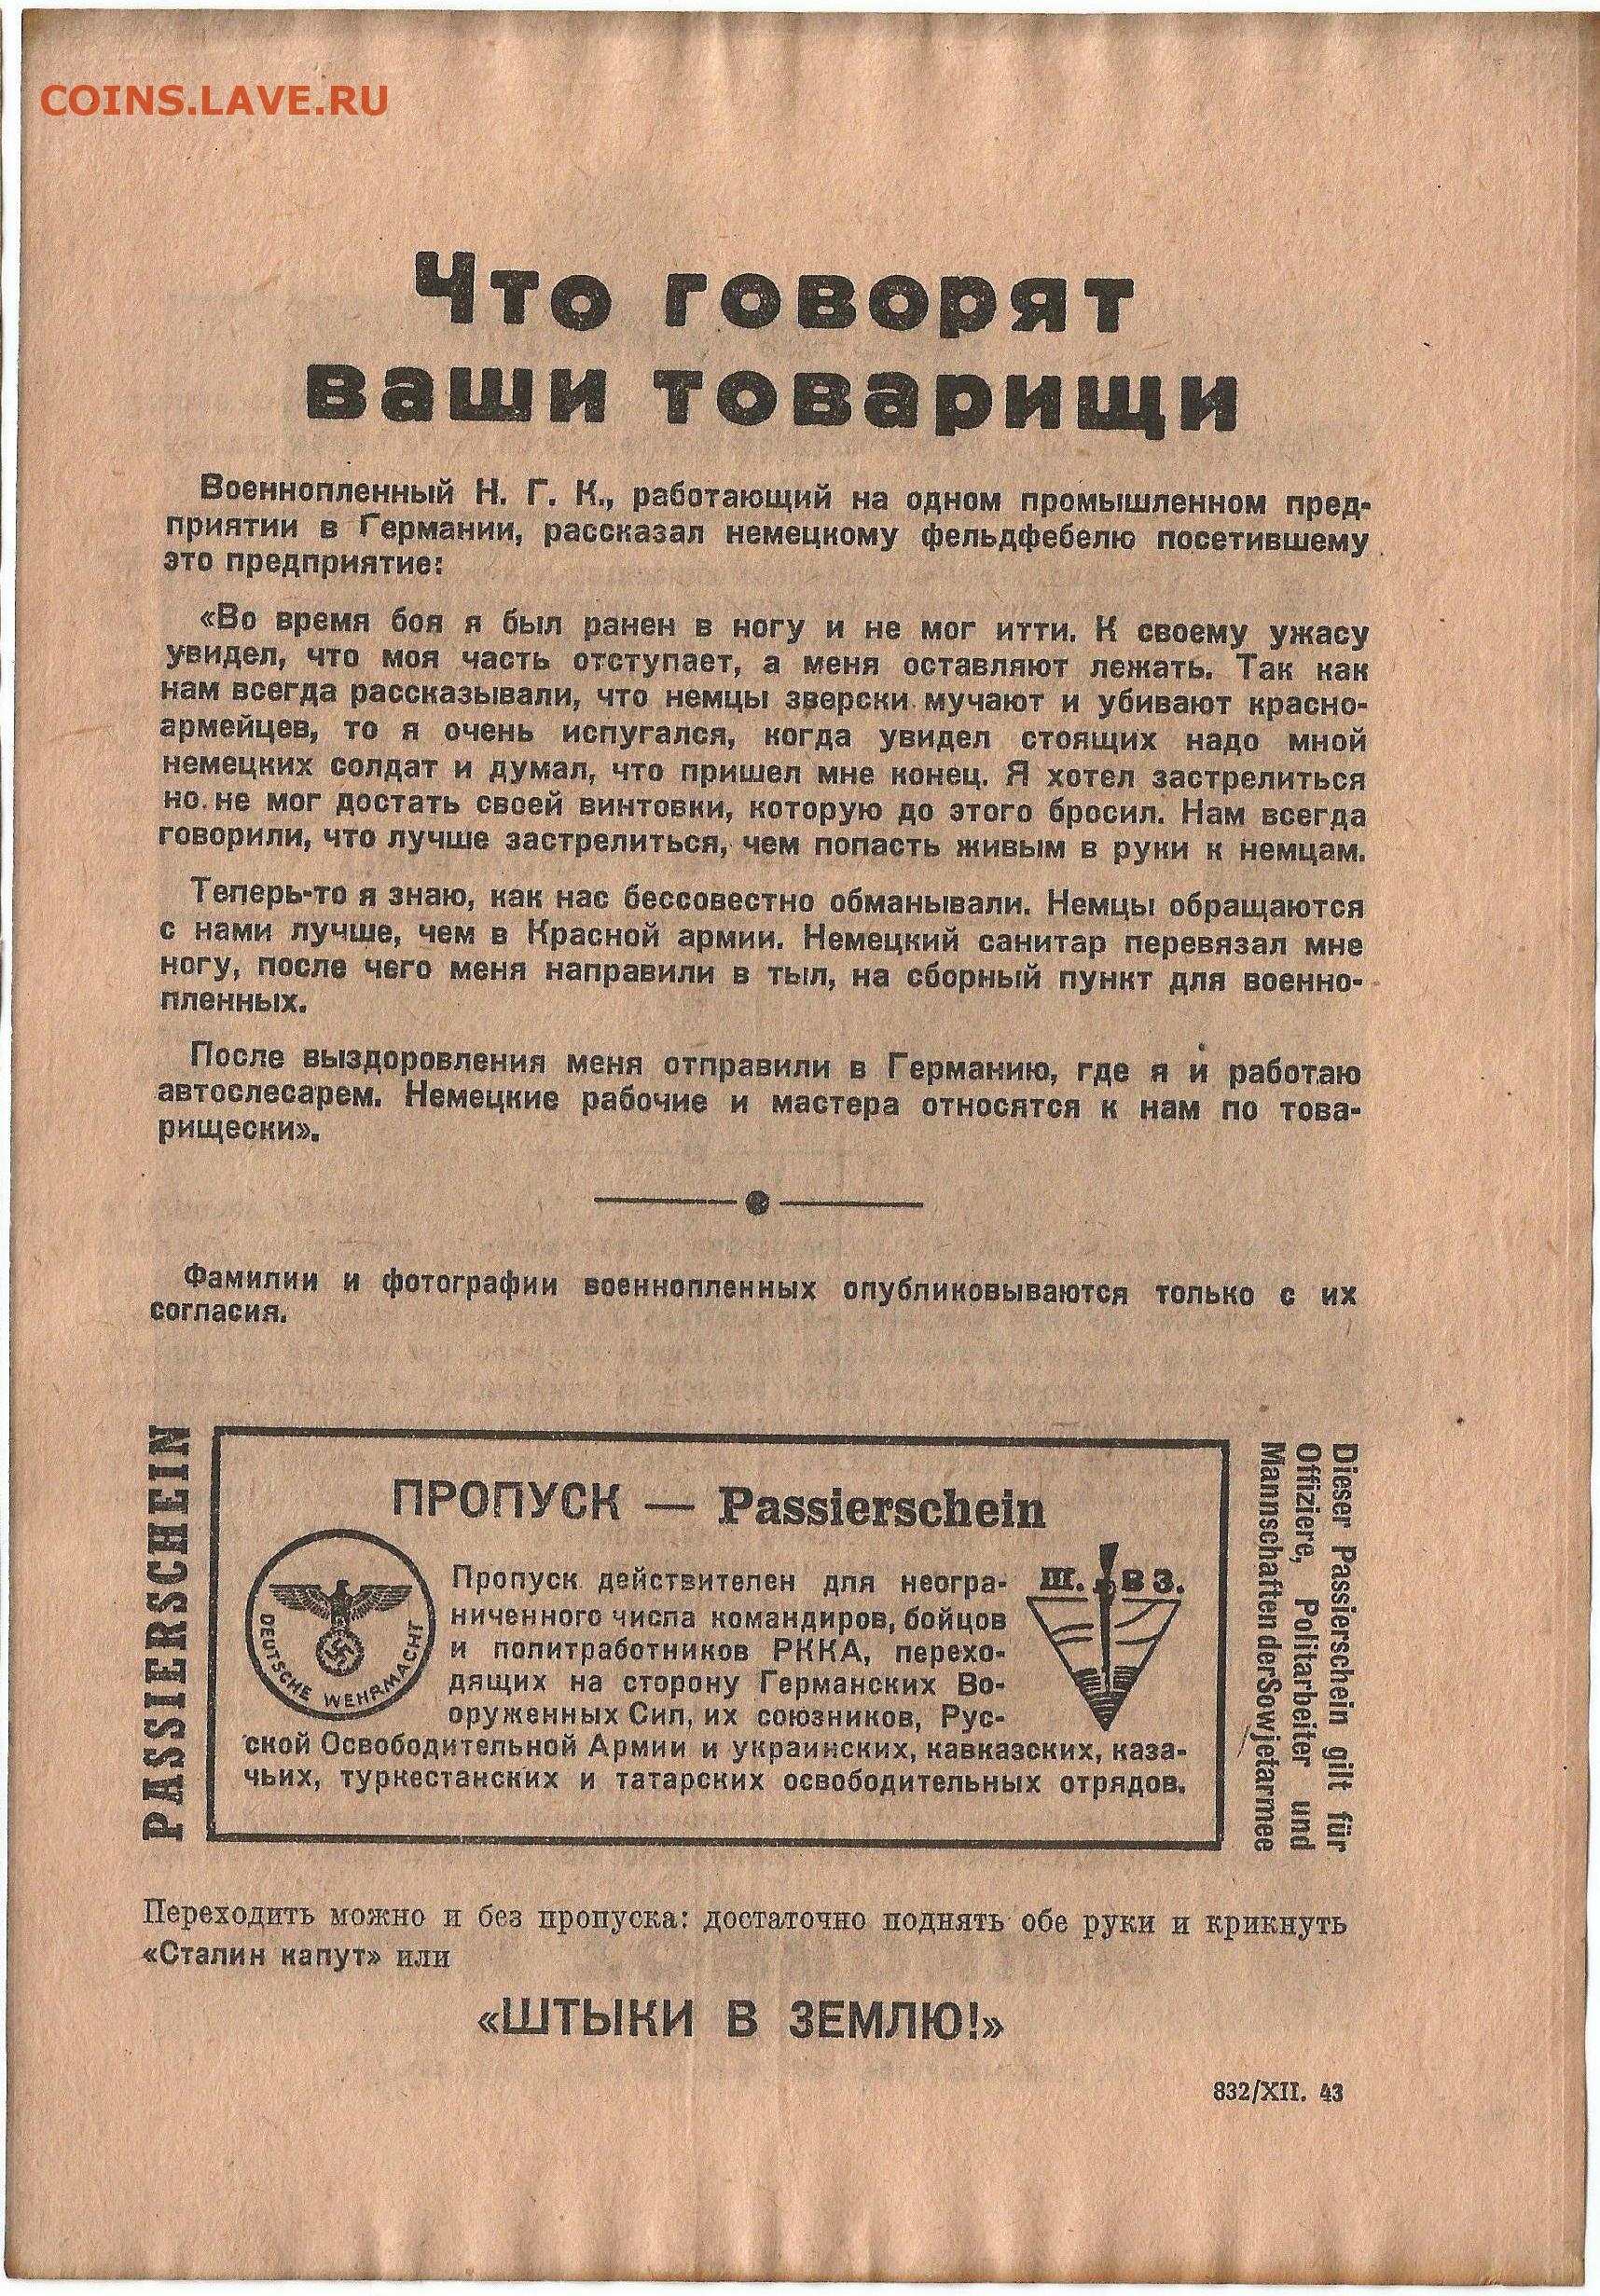 COINS.LAVE.RU
Что говорят
ваши товарищи
Военнопленный Н. Г. К., работающий на одном промышленном пред-
приятии в Германии, рассказал немецкому фельдфебелю посетившему
это предприятие:
«Во время боя я был ранен в ногу и не мог итти. К своему ужасу
увидел, что моя часть отступает, а меня оставляют лежать. Так как
нам всегда рассказывали, что немцы зверски мучают и убивают красно-
армейцев, то я очень испугался, когда увидел стоящих надо мной
немецких солдат и думал, что пришел мне конец. Я хотел застрелиться
но не мог достать своей винтовки, которую до этого бросил. Нам всегда
говорили, что лучше застрелиться, чем попасть живым в руки к немцам.
Теперь-то я знаю, как нас бессовестно обманывали. Немцы обращаются
с нами лучше, чем в Красной армии. Немецкий санитар перевязал мне
ногу, после чего меня направили в тыл, на сборный пункт для военно-
пленных.
После выздоровления меня отправили в Германию, где я и работаю
автослесарем. Немецкие рабочие и мастера относятся к нам по това-
рищески».
Фамилии и фотографии военнопленных опубликовываются только с их
согласия.
PASSIERSCHEIN
ПРОПУСК — Passierschein
DEUTSCHE WEHRMACHT
Пропуск действителен для неогра-
ниченного числа командиров, бойцов
и политработников РККА, перехо-
дящих на сторону Германских Во-
оруженных Сил, их союзников, Рус-
ской Освободительной Армии и украинских, кавказских, каза-
чьих, туркестанских и татарских освободительных отрядов.
Ш. В З.
Dieser Passierschein gilt für
Offiziere, Politarbeiter und
Mannschaften der Sowjetarmee
Переходить можно и без пропуска: достаточно поднять обе руки и крикнуть
«Сталин капут» или
«ШТЫКИ В ЗЕМЛЮ!»
832/XII. 43